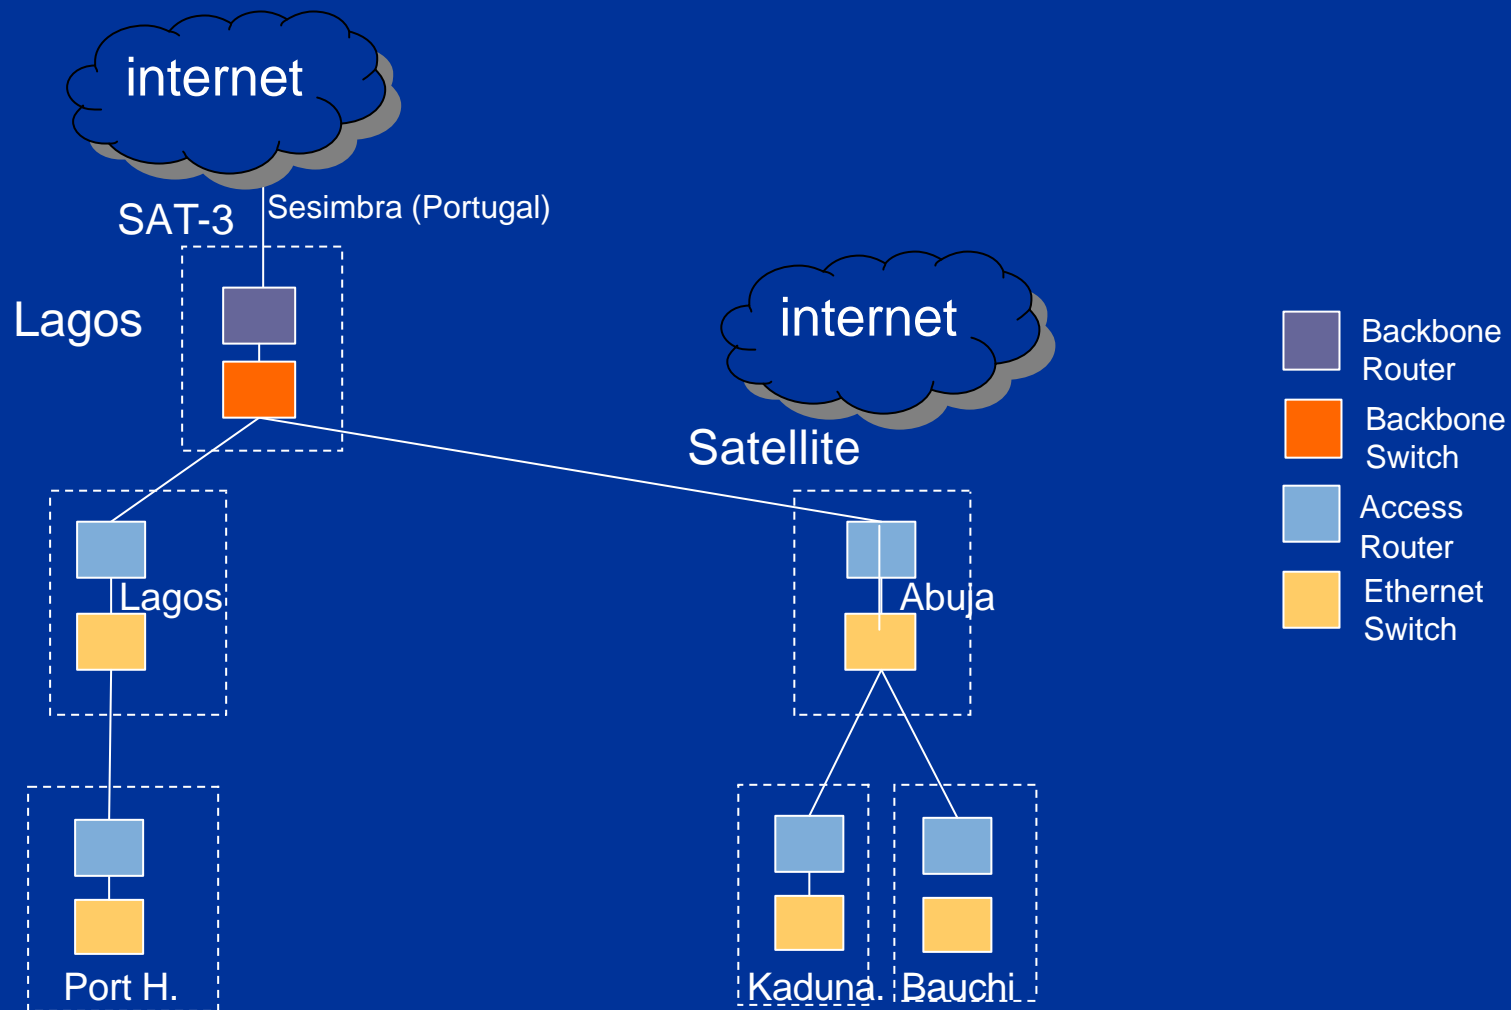 internet
SAT-3
Sesimbra (Portugal)
Lagos
internet
Satellite
Backbone
Router
Backbone
Switch
Access
Router
Ethernet
Switch
Lagos
Abuja
Port H.
Kaduna.
Bauchi